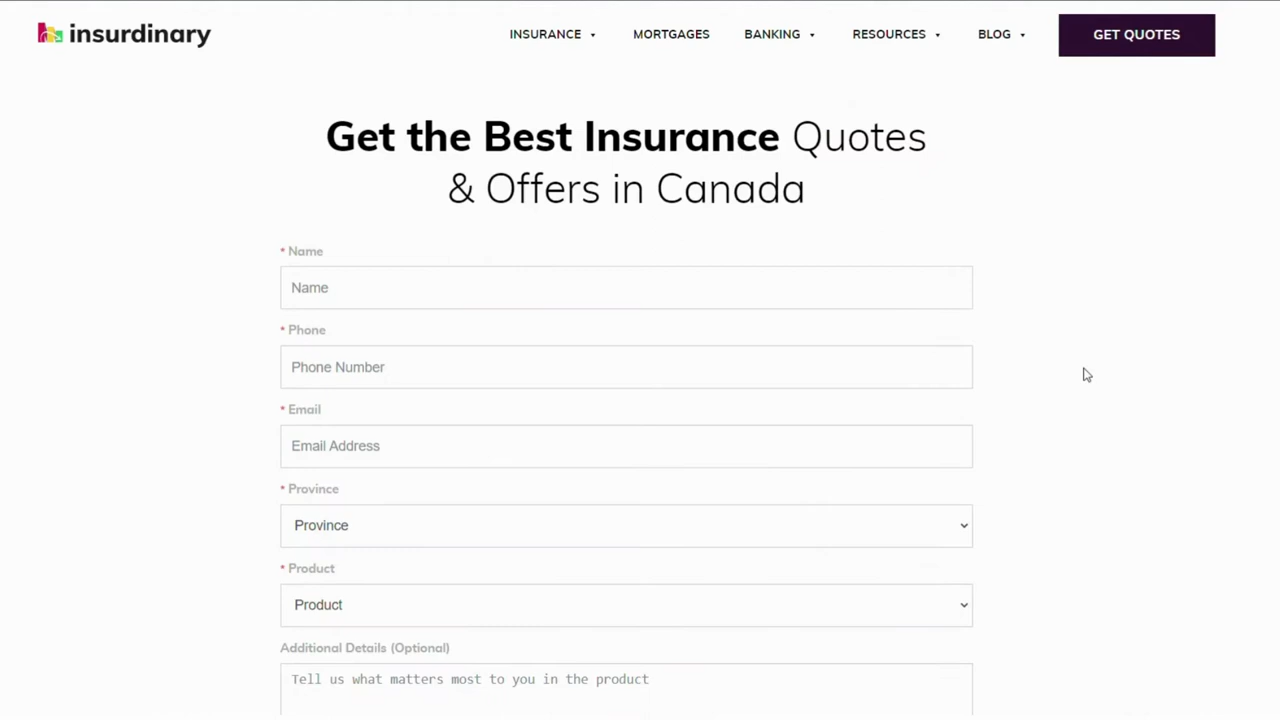 insurdinary
INSURANCE
MORTGAGES
BANKING
RESOURCES
BLOG
GET QUOTES
Get the Best Insurance Quotes
& Offers in Canada
* Name
Name
* Phone
Phone Number
* Email
Email Address
* Province
Province
* Product
Product
Additional Details (Optional)
Tell us what matters most to you in the product